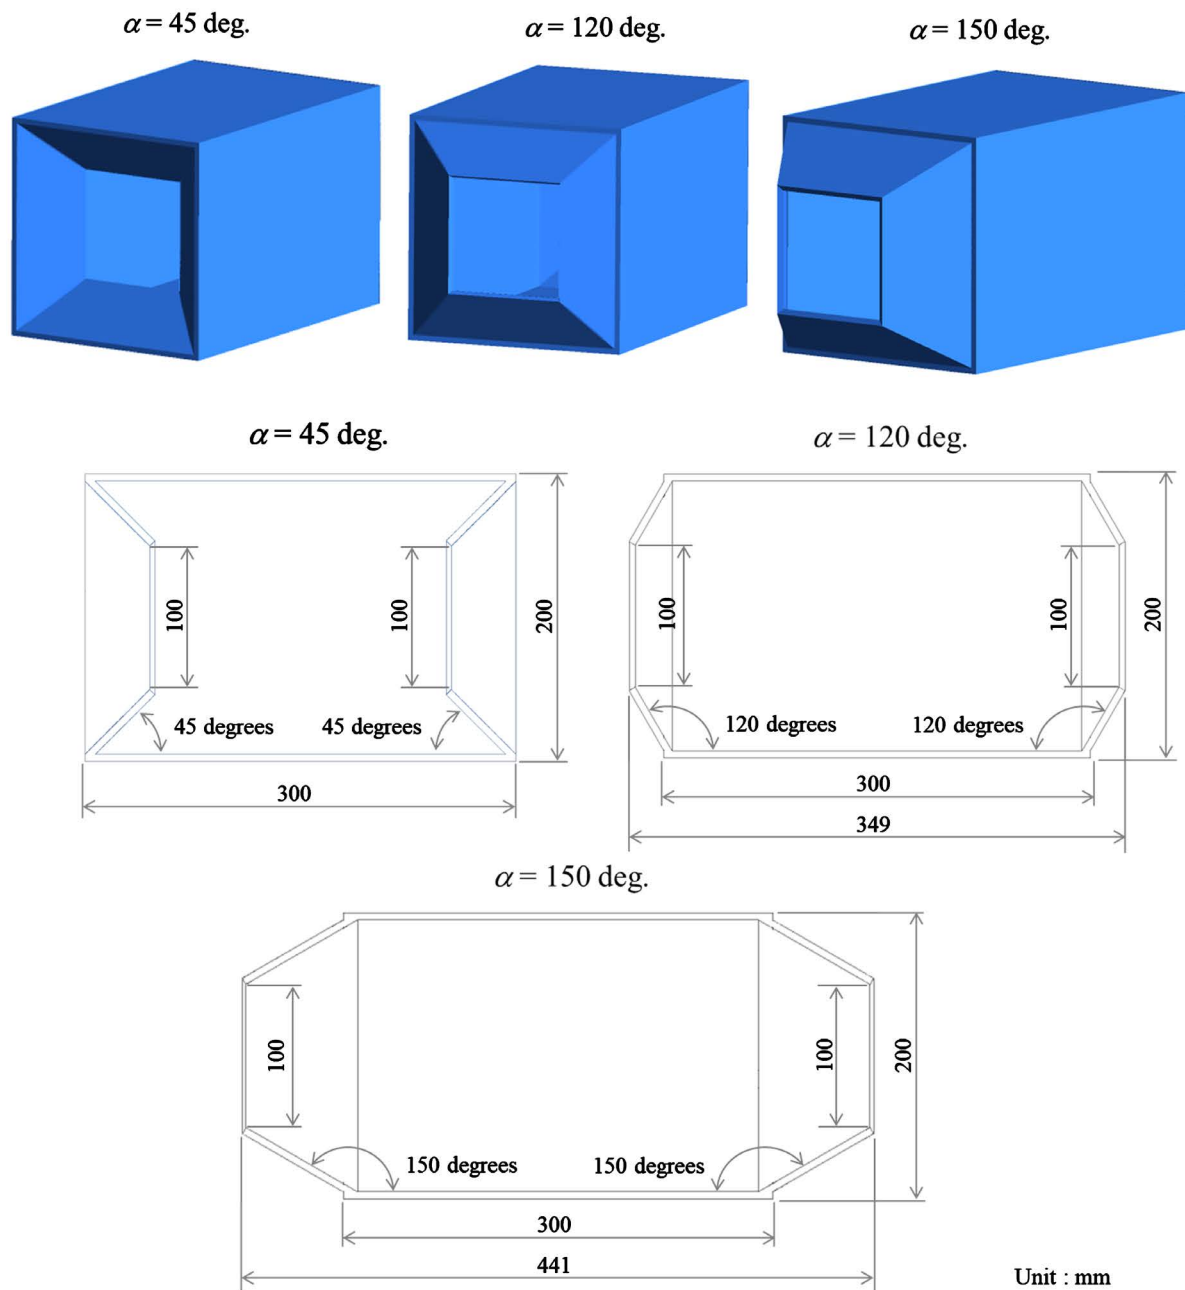 α = 45 deg.
α = 120 deg.
α = 150 deg.
α = 45 deg.
α = 120 deg.
100
100
200
45 degrees
45 degrees
300
100
100
200
120 degrees
120 degrees
300
349
α = 150 deg.
100
100
200
150 degrees
150 degrees
300
441
Unit : mm